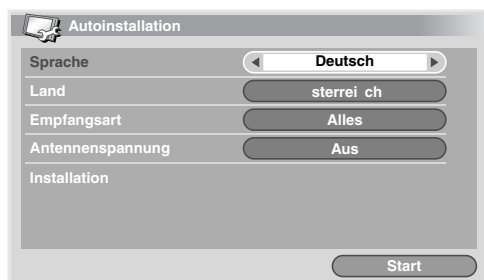 Autoinstallation
Sprache Deutsch
Land sterrei ch
Empfangsart Alles
Antennenspannung Aus
Installation
Start